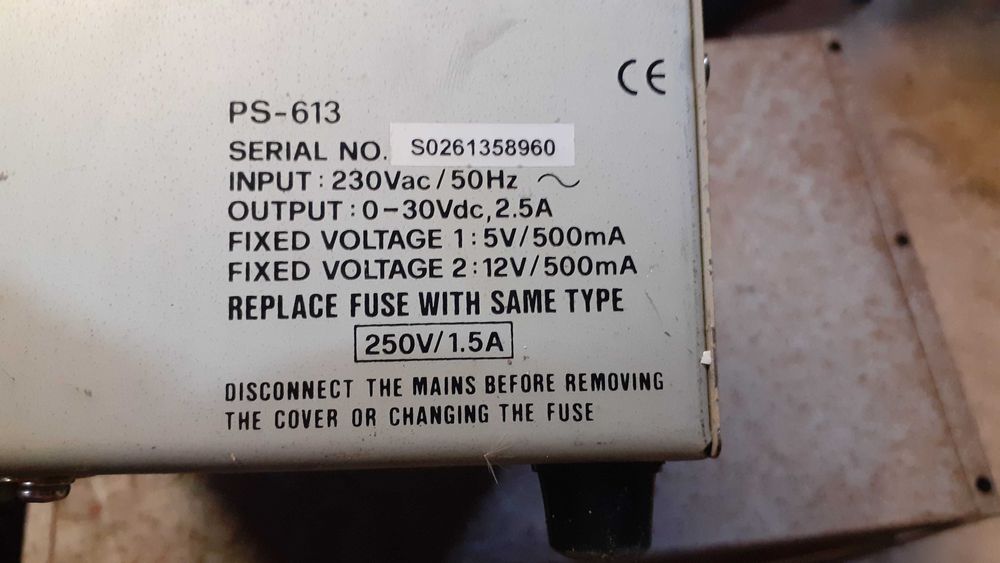 CE
PS-613
SERIAL NO. S0261358960
INPUT : 230Vac/50Hz ~
OUTPUT : 0-30Vdc, 2.5A
FIXED VOLTAGE 1 : 5V/500mA
FIXED VOLTAGE 2 : 12V/500mA
REPLACE FUSE WITH SAME TYPE
250V/1.5A
DISCONNECT THE MAINS BEFORE REMOVING
THE COVER OR CHANGING THE FUSE